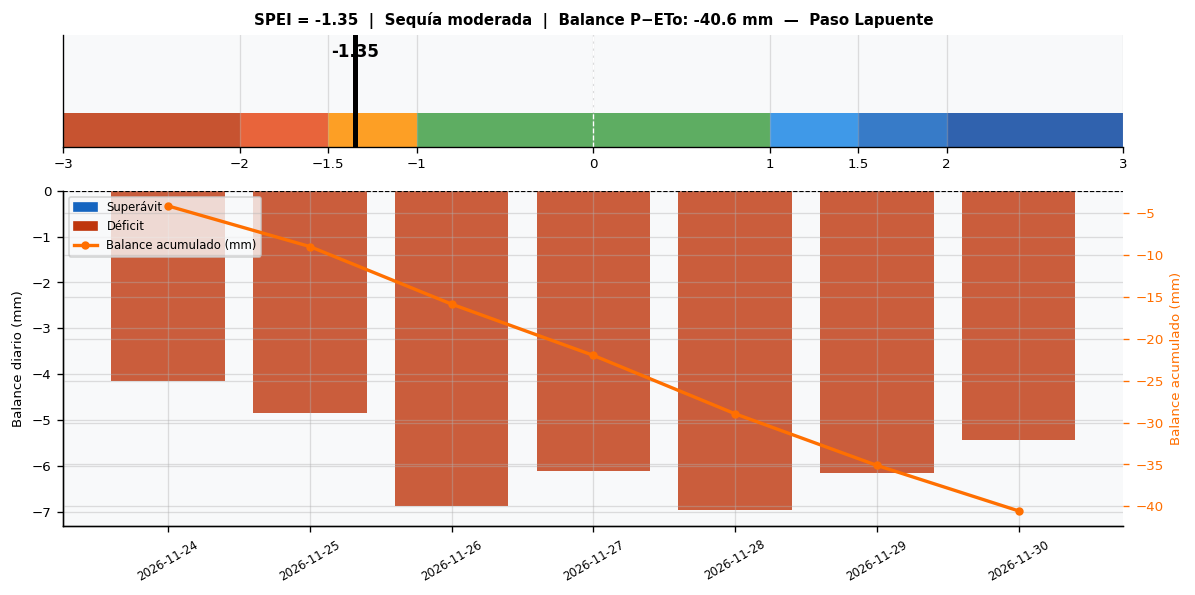 SPEI = -1.35 | Sequía moderada | Balance P−ETo: -40.6 mm — Paso Lapuente
-1.35
−3 −2 −1.5 −1 0 1 1.5 2 3
Superávit
Déficit
Balance acumulado (mm)
Balance diario (mm)
0
−1
−2
−3
−4
−5
−6
−7
−5
−10
−15
−20
−25
−30
−35
−40
Balance acumulado (mm)
2026-11-24 2026-11-25 2026-11-26 2026-11-27 2026-11-28 2026-11-29 2026-11-30